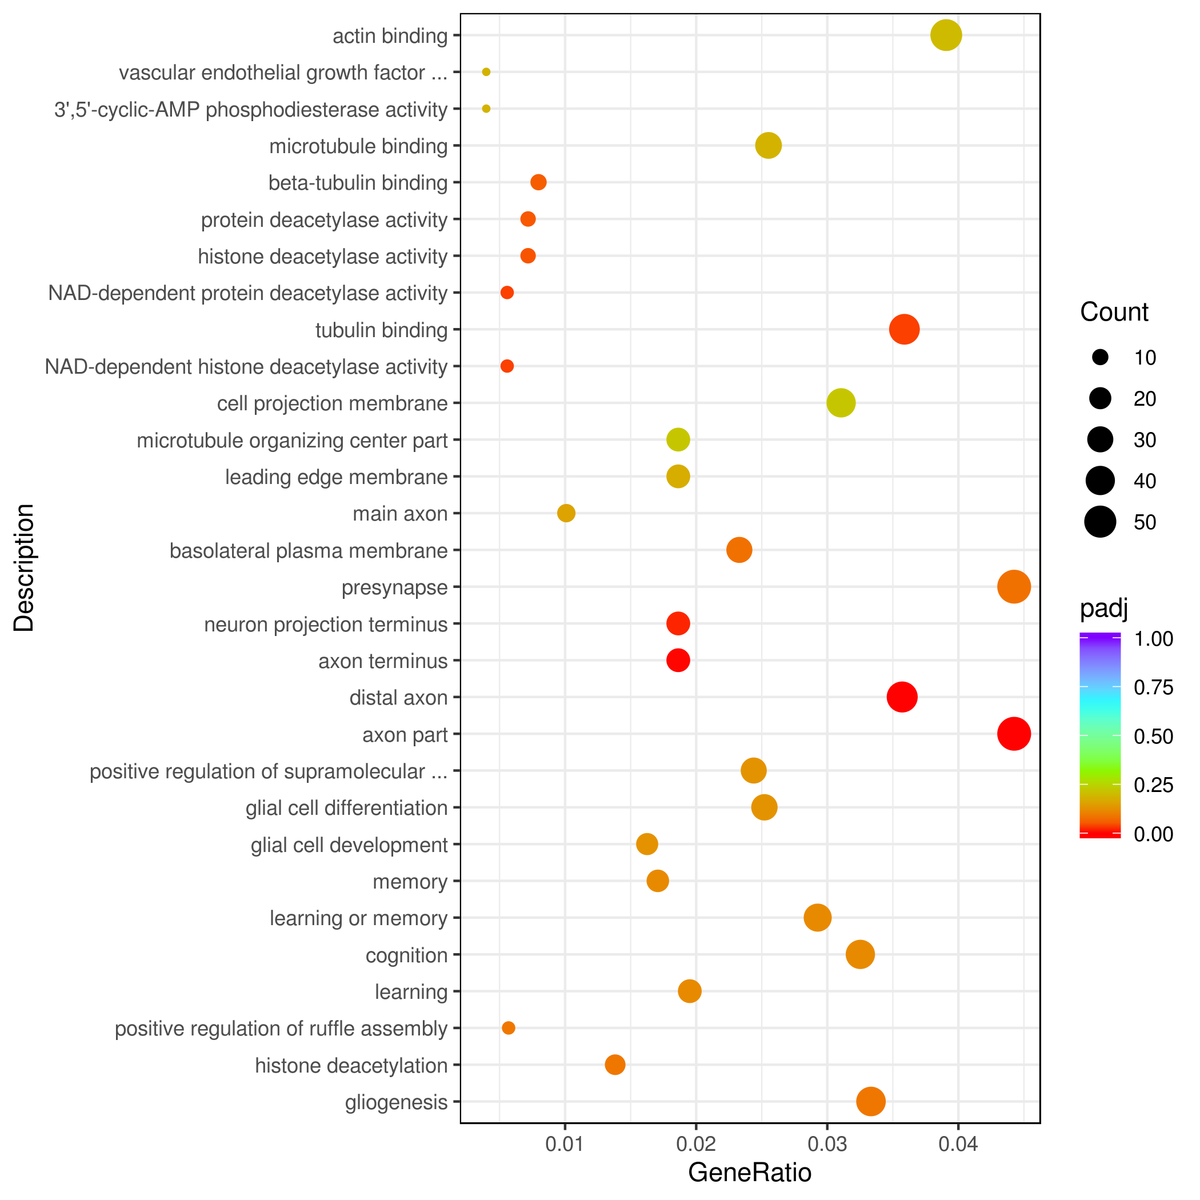 actin binding
vascular endothelial growth factor ...
3',5'-cyclic-AMP phosphodiesterase activity
microtubule binding
beta-tubulin binding
protein deacetylase activity
histone deacetylase activity
NAD-dependent protein deacetylase activity
tubulin binding
NAD-dependent histone deacetylase activity
cell projection membrane
microtubule organizing center part
leading edge membrane
main axon
basolateral plasma membrane
presynapse
neuron projection terminus
axon terminus
distal axon
axon part
positive regulation of supramolecular ...
glial cell differentiation
glial cell development
memory
learning or memory
cognition
learning
positive regulation of ruffle assembly
histone deacetylation
gliogenesis
Description
0.01 0.02 0.03 0.04
GeneRatio
Count
10
20
30
40
50
padj
1.00
0.75
0.50
0.25
0.00